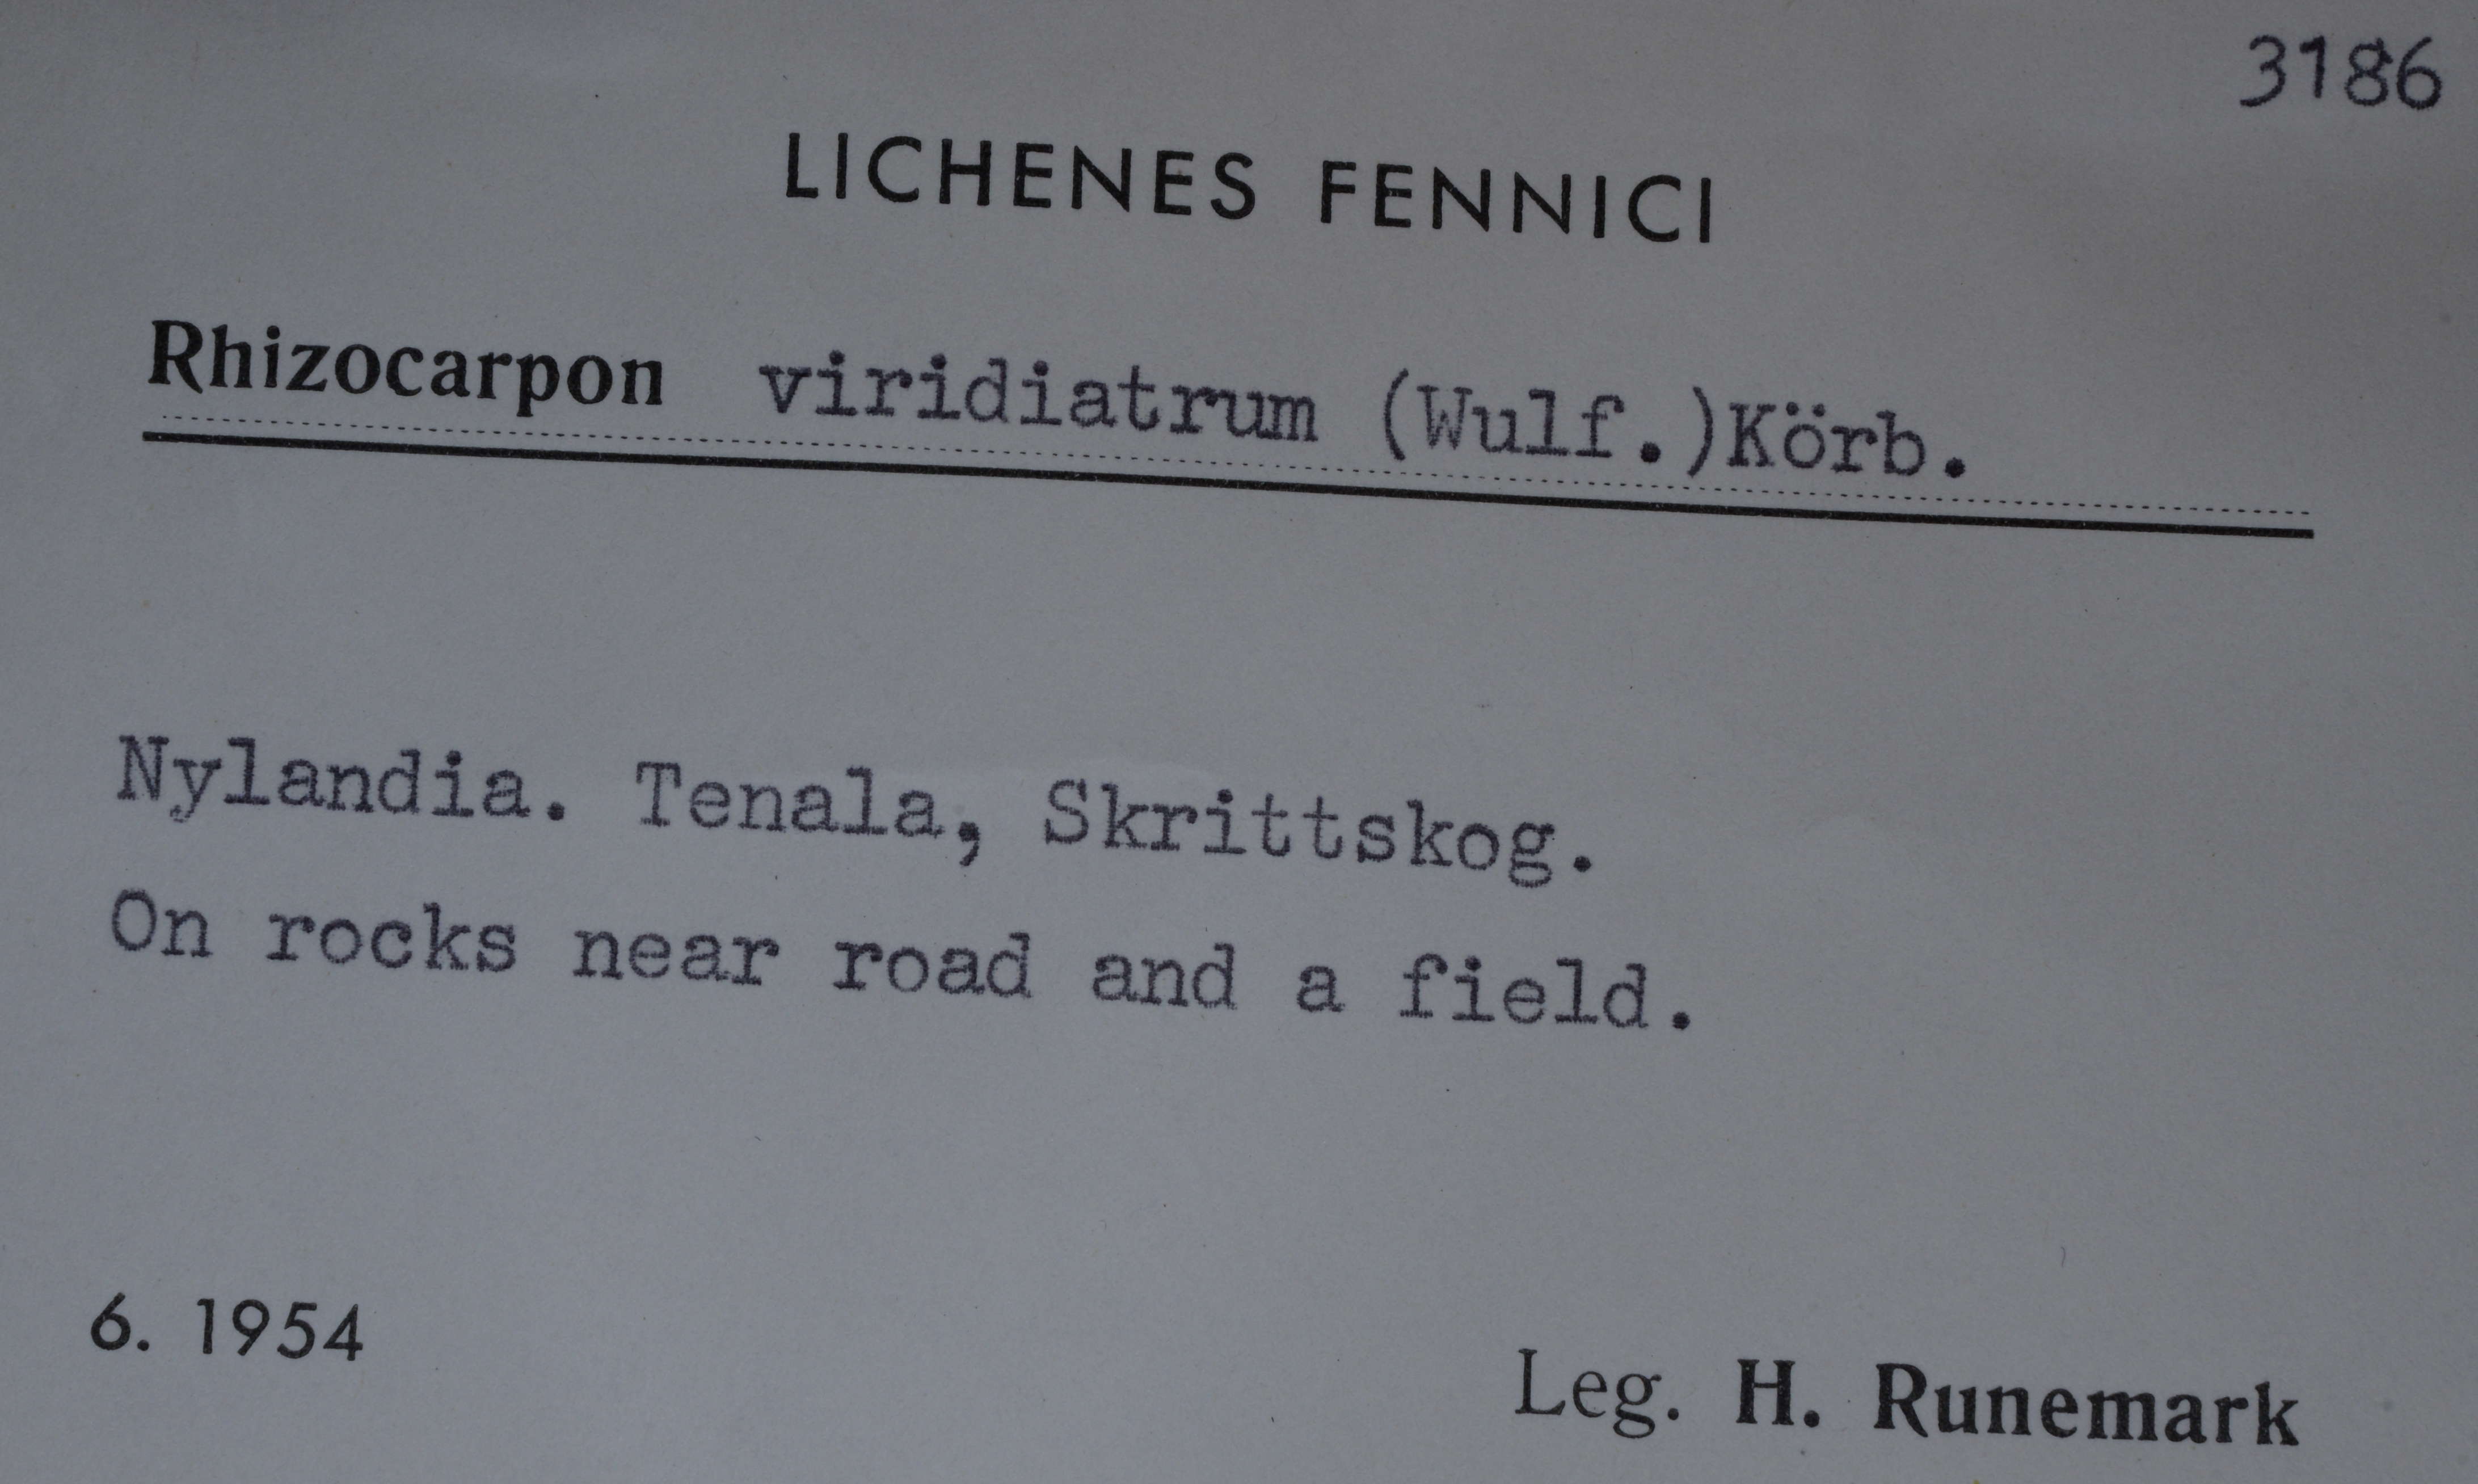 3186
LICHENES FENNICI
Rhizocarpon viridiatrum (Wulf.)Körb.
Nylandia. Tenala, Skrittskog.
On rocks near road and a field.
6. 1954
Leg. H. Runemark